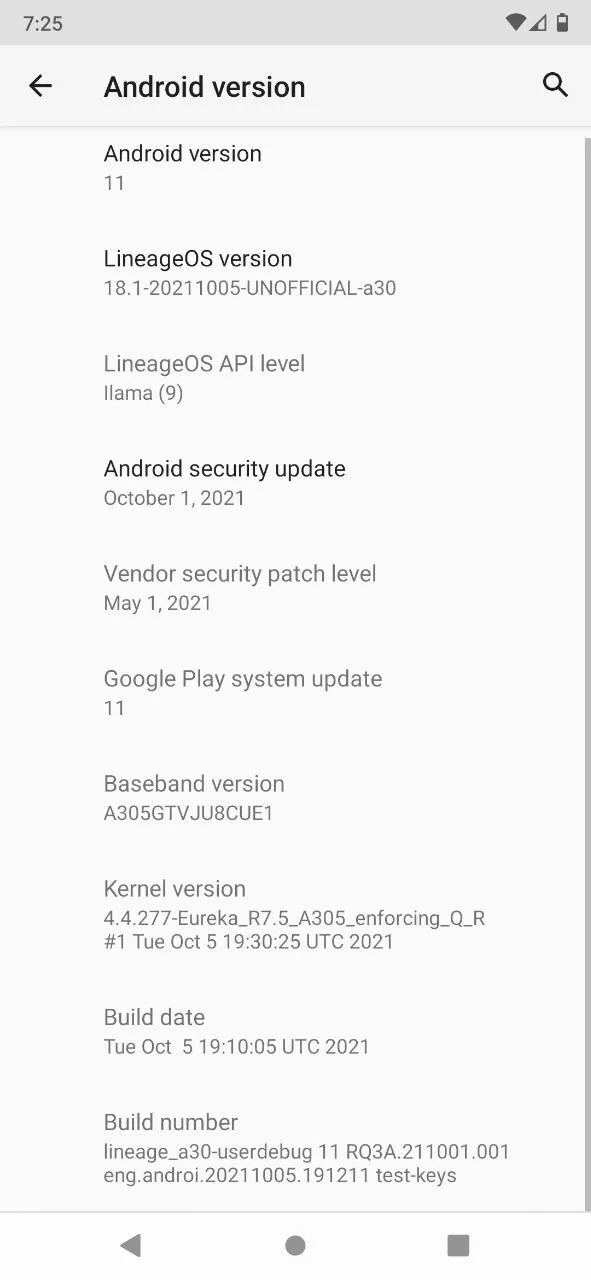 7:25
Android version
Android version
11
LineageOS version
18.1-20211005-UNOFFICIAL-a30
LineageOS API level
Ilama (9)
Android security update
October 1, 2021
Vendor security patch level
May 1, 2021
Google Play system update
11
Baseband version
A305GTVJU8CUE1
Kernel version
4.4.277-Eureka_R7.5_A305_enforcing_Q_R
#1 Tue Oct 5 19:30:25 UTC 2021
Build date
Tue Oct  5 19:10:05 UTC 2021
Build number
lineage_a30-userdebug 11 RQ3A.211001.001
eng.androi.20211005.191211 test-keys